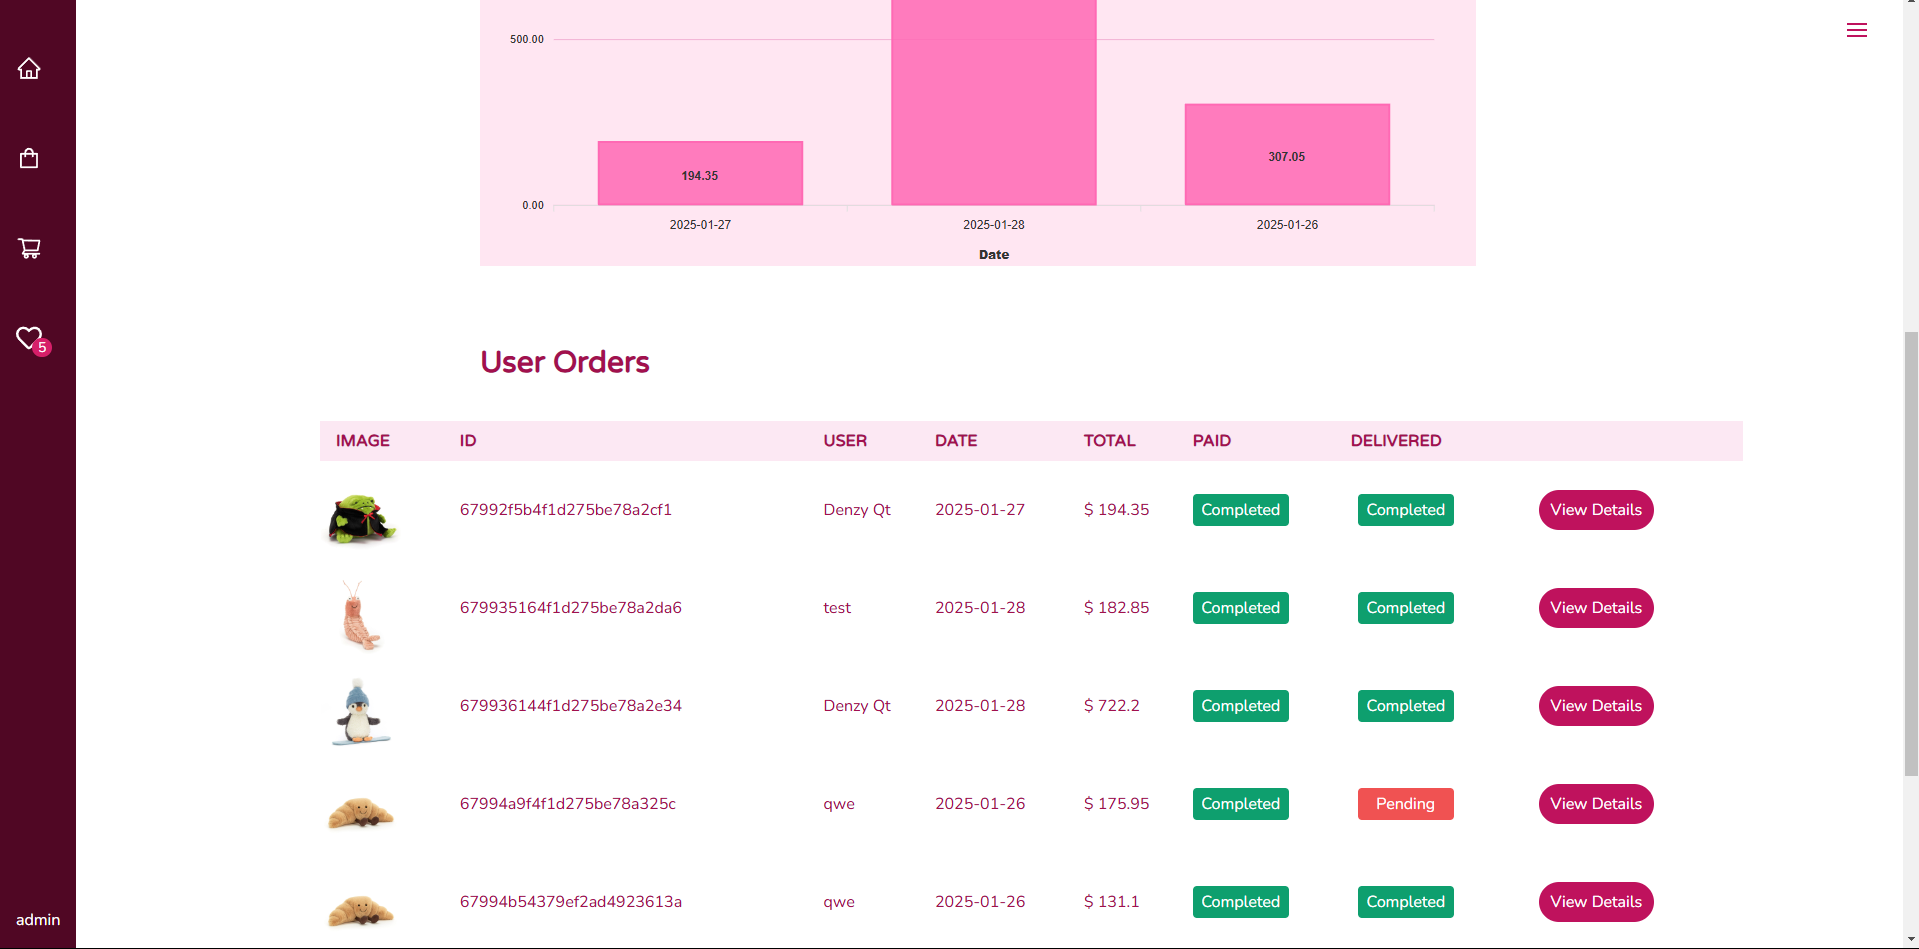 500.00
194.35
307.05
0.00
2025-01-27 2025-01-28 2025-01-26
Date
5
User Orders
IMAGE ID USER DATE TOTAL PAID DELIVERED
67992f5b4f1d275be78a2cf1 Denzy Qt 2025-01-27 $ 194.35 Completed Completed View Details
679935164f1d275be78a2da6 test 2025-01-28 $ 182.85 Completed Completed View Details
679936144f1d275be78a2e34 Denzy Qt 2025-01-28 $ 722.2 Completed Completed View Details
67994a9f4f1d275be78a325c qwe 2025-01-26 $ 175.95 Completed Pending View Details
67994b54379ef2ad4923613a qwe 2025-01-26 $ 131.1 Completed Completed View Details
admin